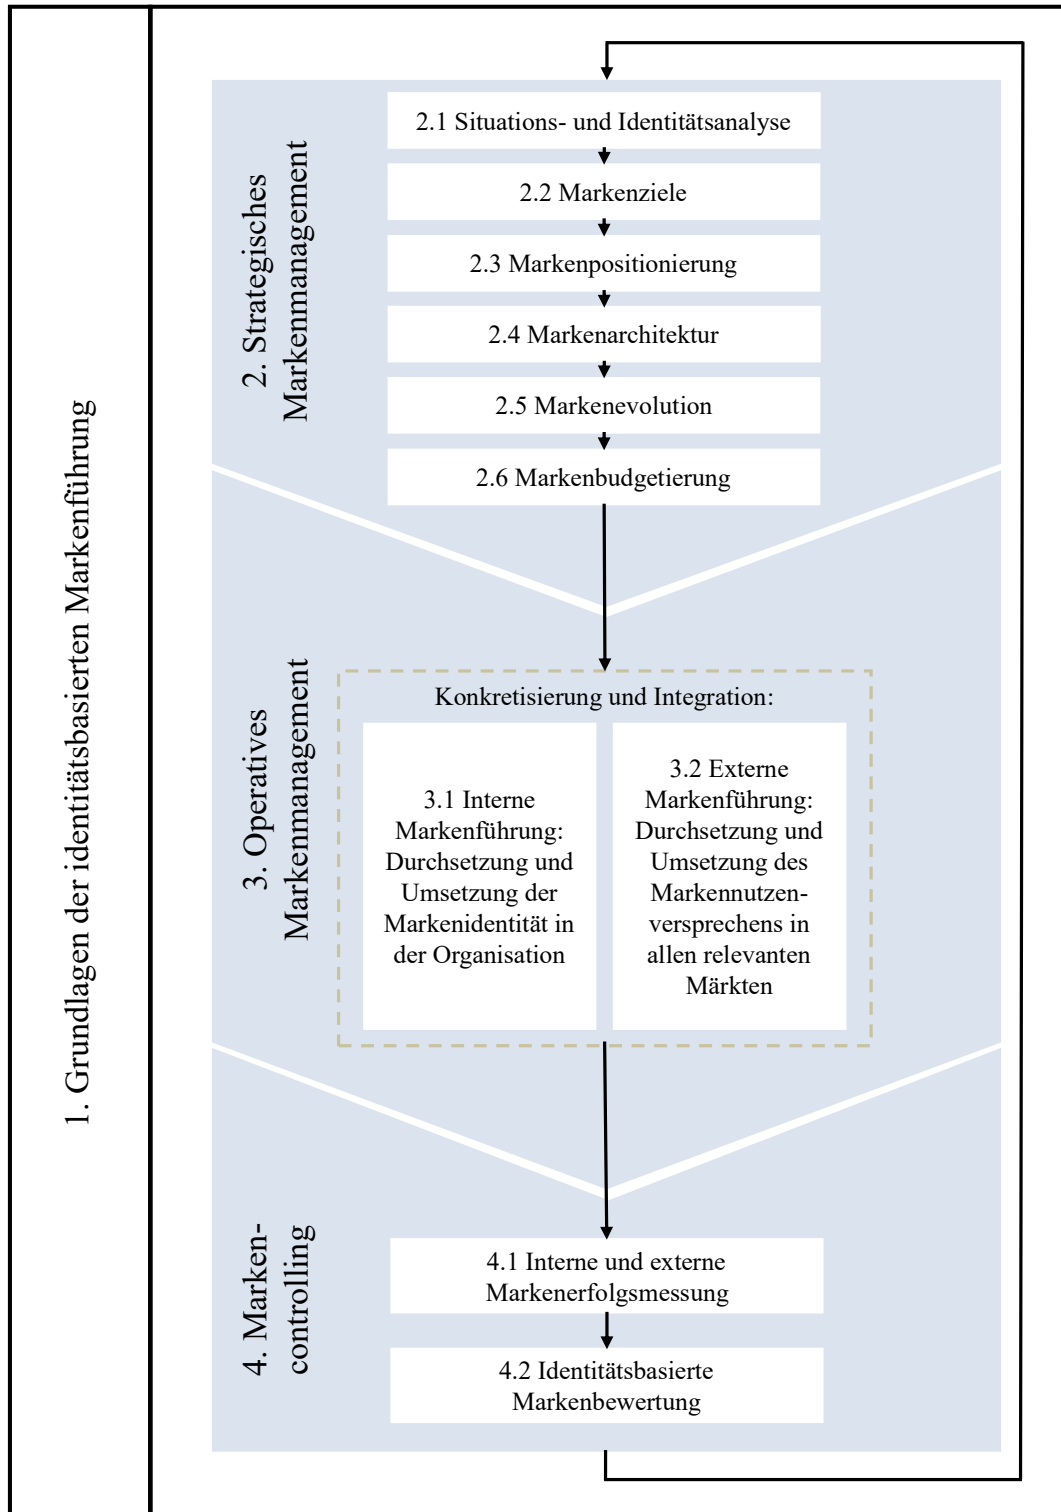 1. Grundlagen der identitätsbasierten Markenführung
2. Strategisches
Markenmanagement
2.1 Situations- und Identitätsanalyse
2.2 Markenziele
2.3 Markenpositionierung
2.4 Markenarchitektur
2.5 Markenevolution
2.6 Markenbudgetierung
3. Operatives
Markenmanagement
Konkretisierung und Integration:
3.1 Interne
Markenführung:
Durchsetzung und
Umsetzung der
Markenidentität in
der Organisation
3.2 Externe
Markenführung:
Durchsetzung und
Umsetzung des
Markennutzen-
versprechens in
allen relevanten
Märkten
4. Marken-
controlling
4.1 Interne und externe
Markenerfolgsmessung
4.2 Identitätsbasierte
Markenbewertung